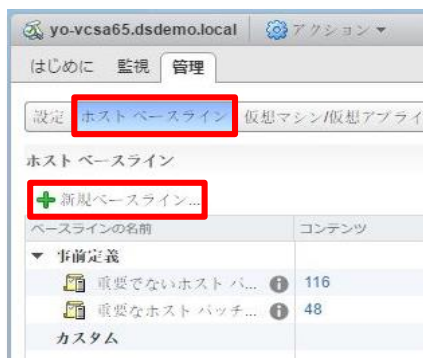 yo-vcsa65.dsdemo.local アクション
はじめに 監視 管理
設定 ホスト ベースライン 仮想マシン/仮想アプライ
ホスト ベースライン
新規ベースライン...
ベースラインの名前 コンテンツ
事前定義
重要でないホスト パ... 116
重要なホスト パッチ... 48
カスタム